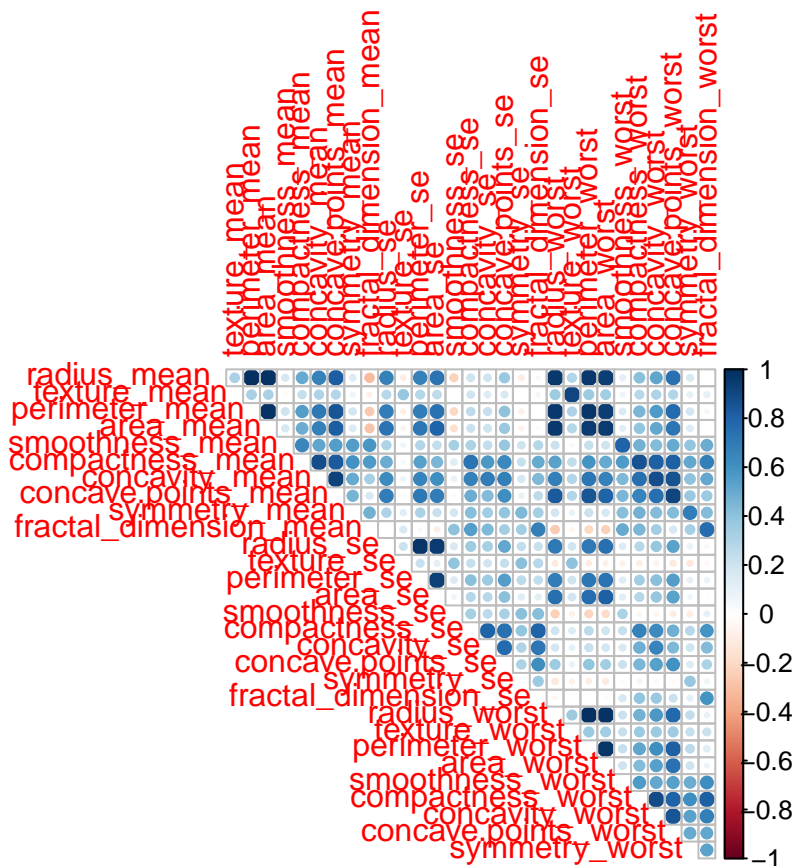 texture_mean
perimeter_mean
area_mean
smoothness_mean
compactness_mean
concavity_mean
concave.points_mean
symmetry_mean
fractal_dimension_mean
radius_se
texture_se
perimeter_se
area_se
smoothness_se
compactness_se
concavity_se
concave.points_se
symmetry_se
fractal_dimension_se
radius_worst
texture_worst
perimeter_worst
area_worst
smoothness_worst
compactness_worst
concavity_worst
concave.points_worst
symmetry_worst
fractal_dimension_worst
radius_mean
texture_mean
perimeter_mean
area_mean
smoothness_mean
compactness_mean
concavity_mean
concave.points_mean
symmetry_mean
fractal_dimension_mean
radius_se
texture_se
perimeter_se
area_se
smoothness_se
compactness_se
concavity_se
concave.points_se
symmetry_se
fractal_dimension_se
radius_worst
texture_worst
perimeter_worst
area_worst
smoothness_worst
compactness_worst
concavity_worst
concave.points_worst
symmetry_worst
1
0.8
0.6
0.4
0.2
0
−0.2
−0.4
−0.6
−0.8
−1